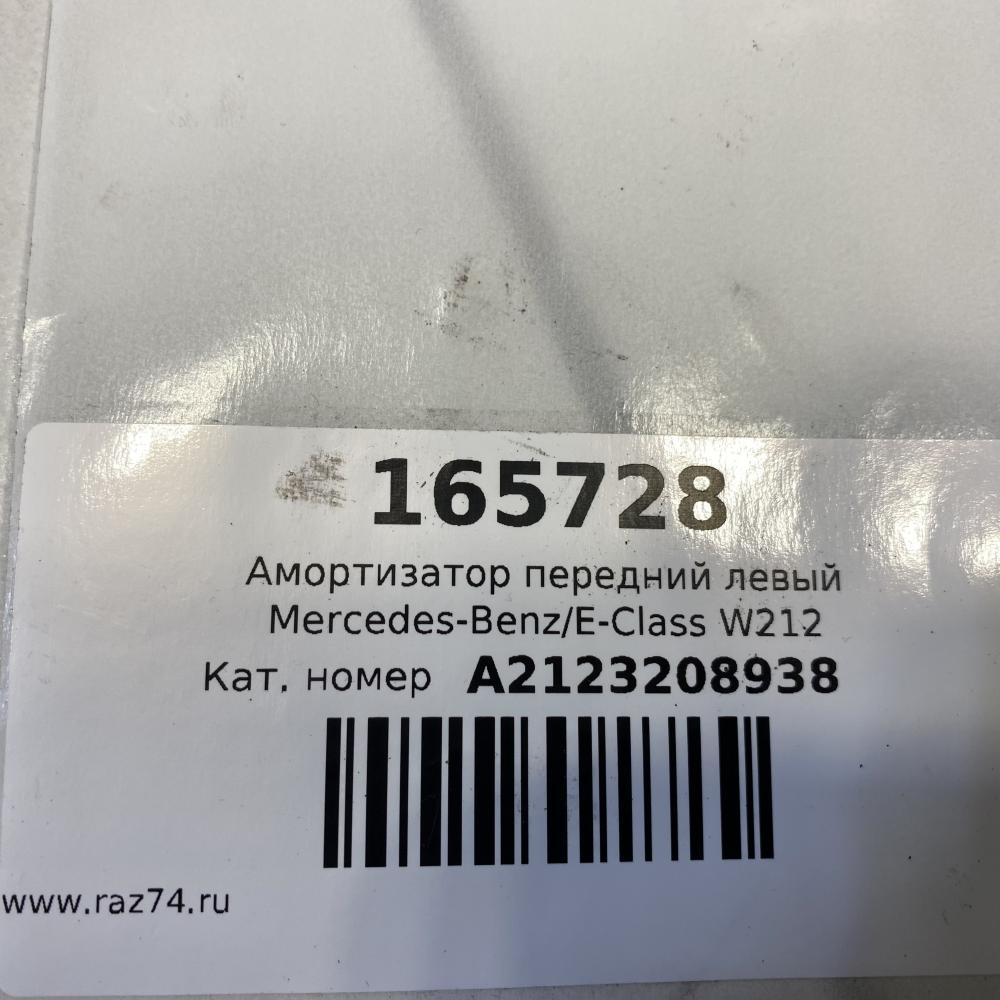 165728
Амортизатор передний левый
Mercedes-Benz/E-Class W212
Кат. номер A2123208938
www.raz74.ru